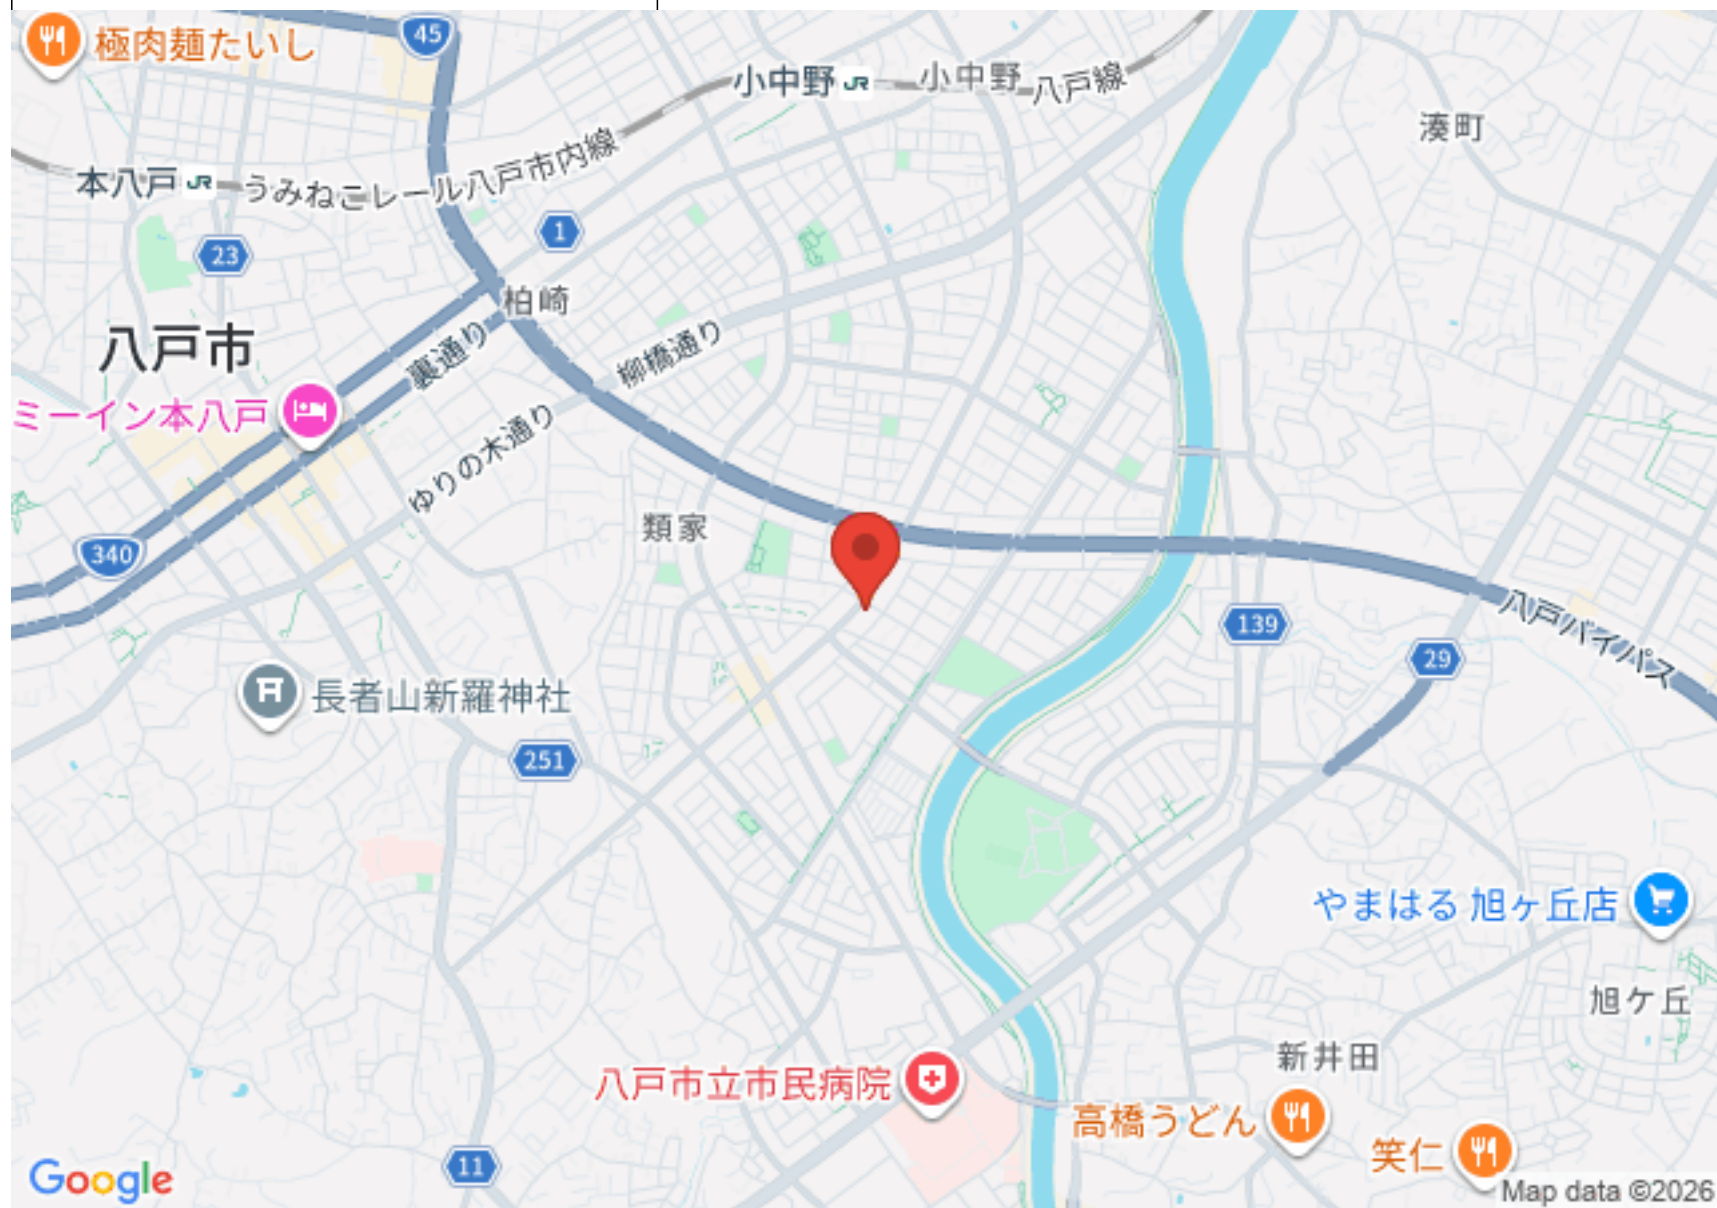 極肉麺たいし
45
小中野
小中野
八戸線
湊町
本八戸
うみねこレール八戸市内線
1
23
柏崎
八戸市
裏通り
柳橋通り
ミーイン本八戸
ゆりの木通り
類家
340
八戸バイパス
139
29
長者山新羅神社
251
やまはる 旭ヶ丘店
旭ケ丘
新井田
八戸市立市民病院
高橋うどん
笑仁
11
Google
Map data ©2026